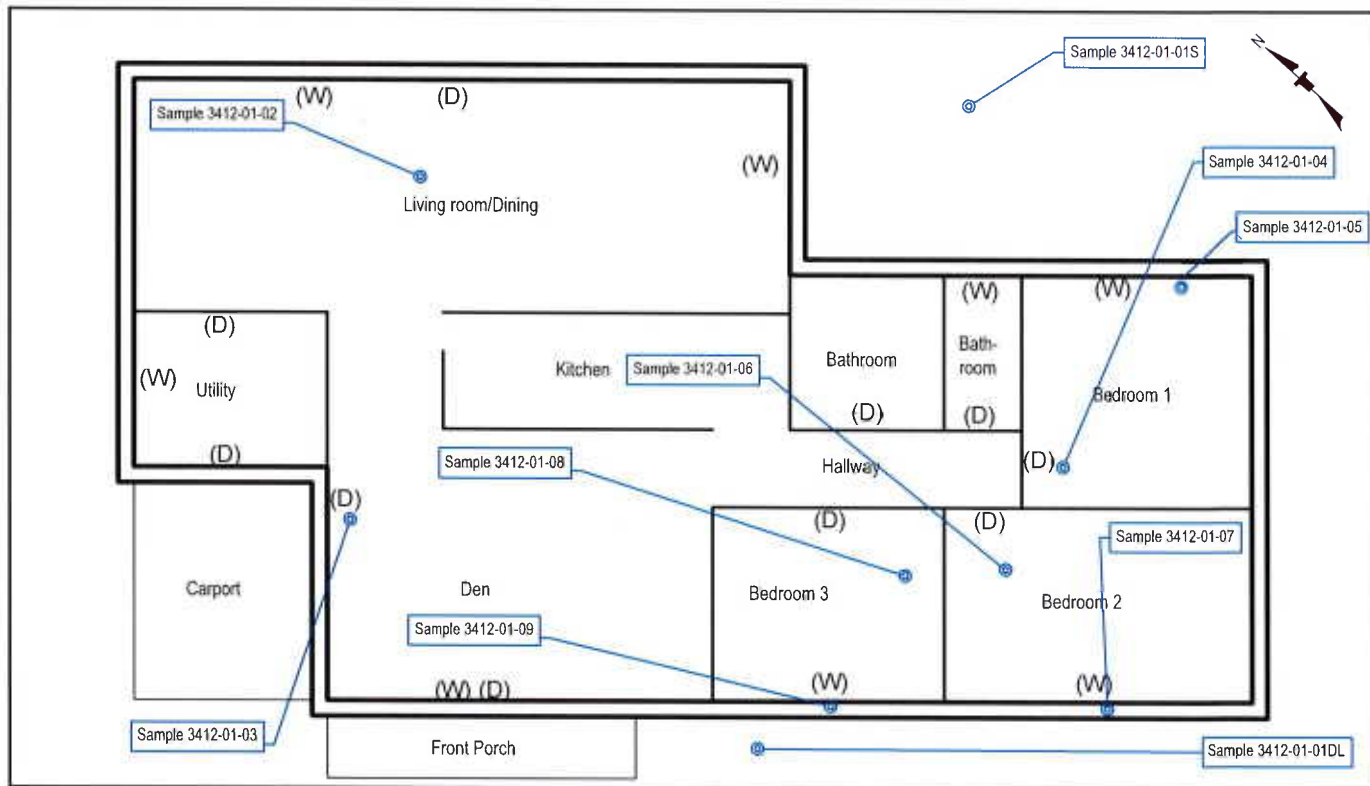 Sample 3412-01-01S
N
(W)
(D)
Sample 3412-01-02
(W)
Sample 3412-01-04
Living room/Dining
Sample 3412-01-05
(W)
(W)
(D)
Bath-
room
Kitchen
Sample 3412-01-06
Bathroom
(W)
Utility
Bedroom 1
(D)
(D)
(D)
Sample 3412-01-08
Hallway
(D)
(D)
(D)
(D)
Sample 3412-01-07
Carport
Den
Bedroom 3
Bedroom 2
Sample 3412-01-09
(W) (D)
(W)
(W)
Sample 3412-01-03
Front Porch
Sample 3412-01-01DL